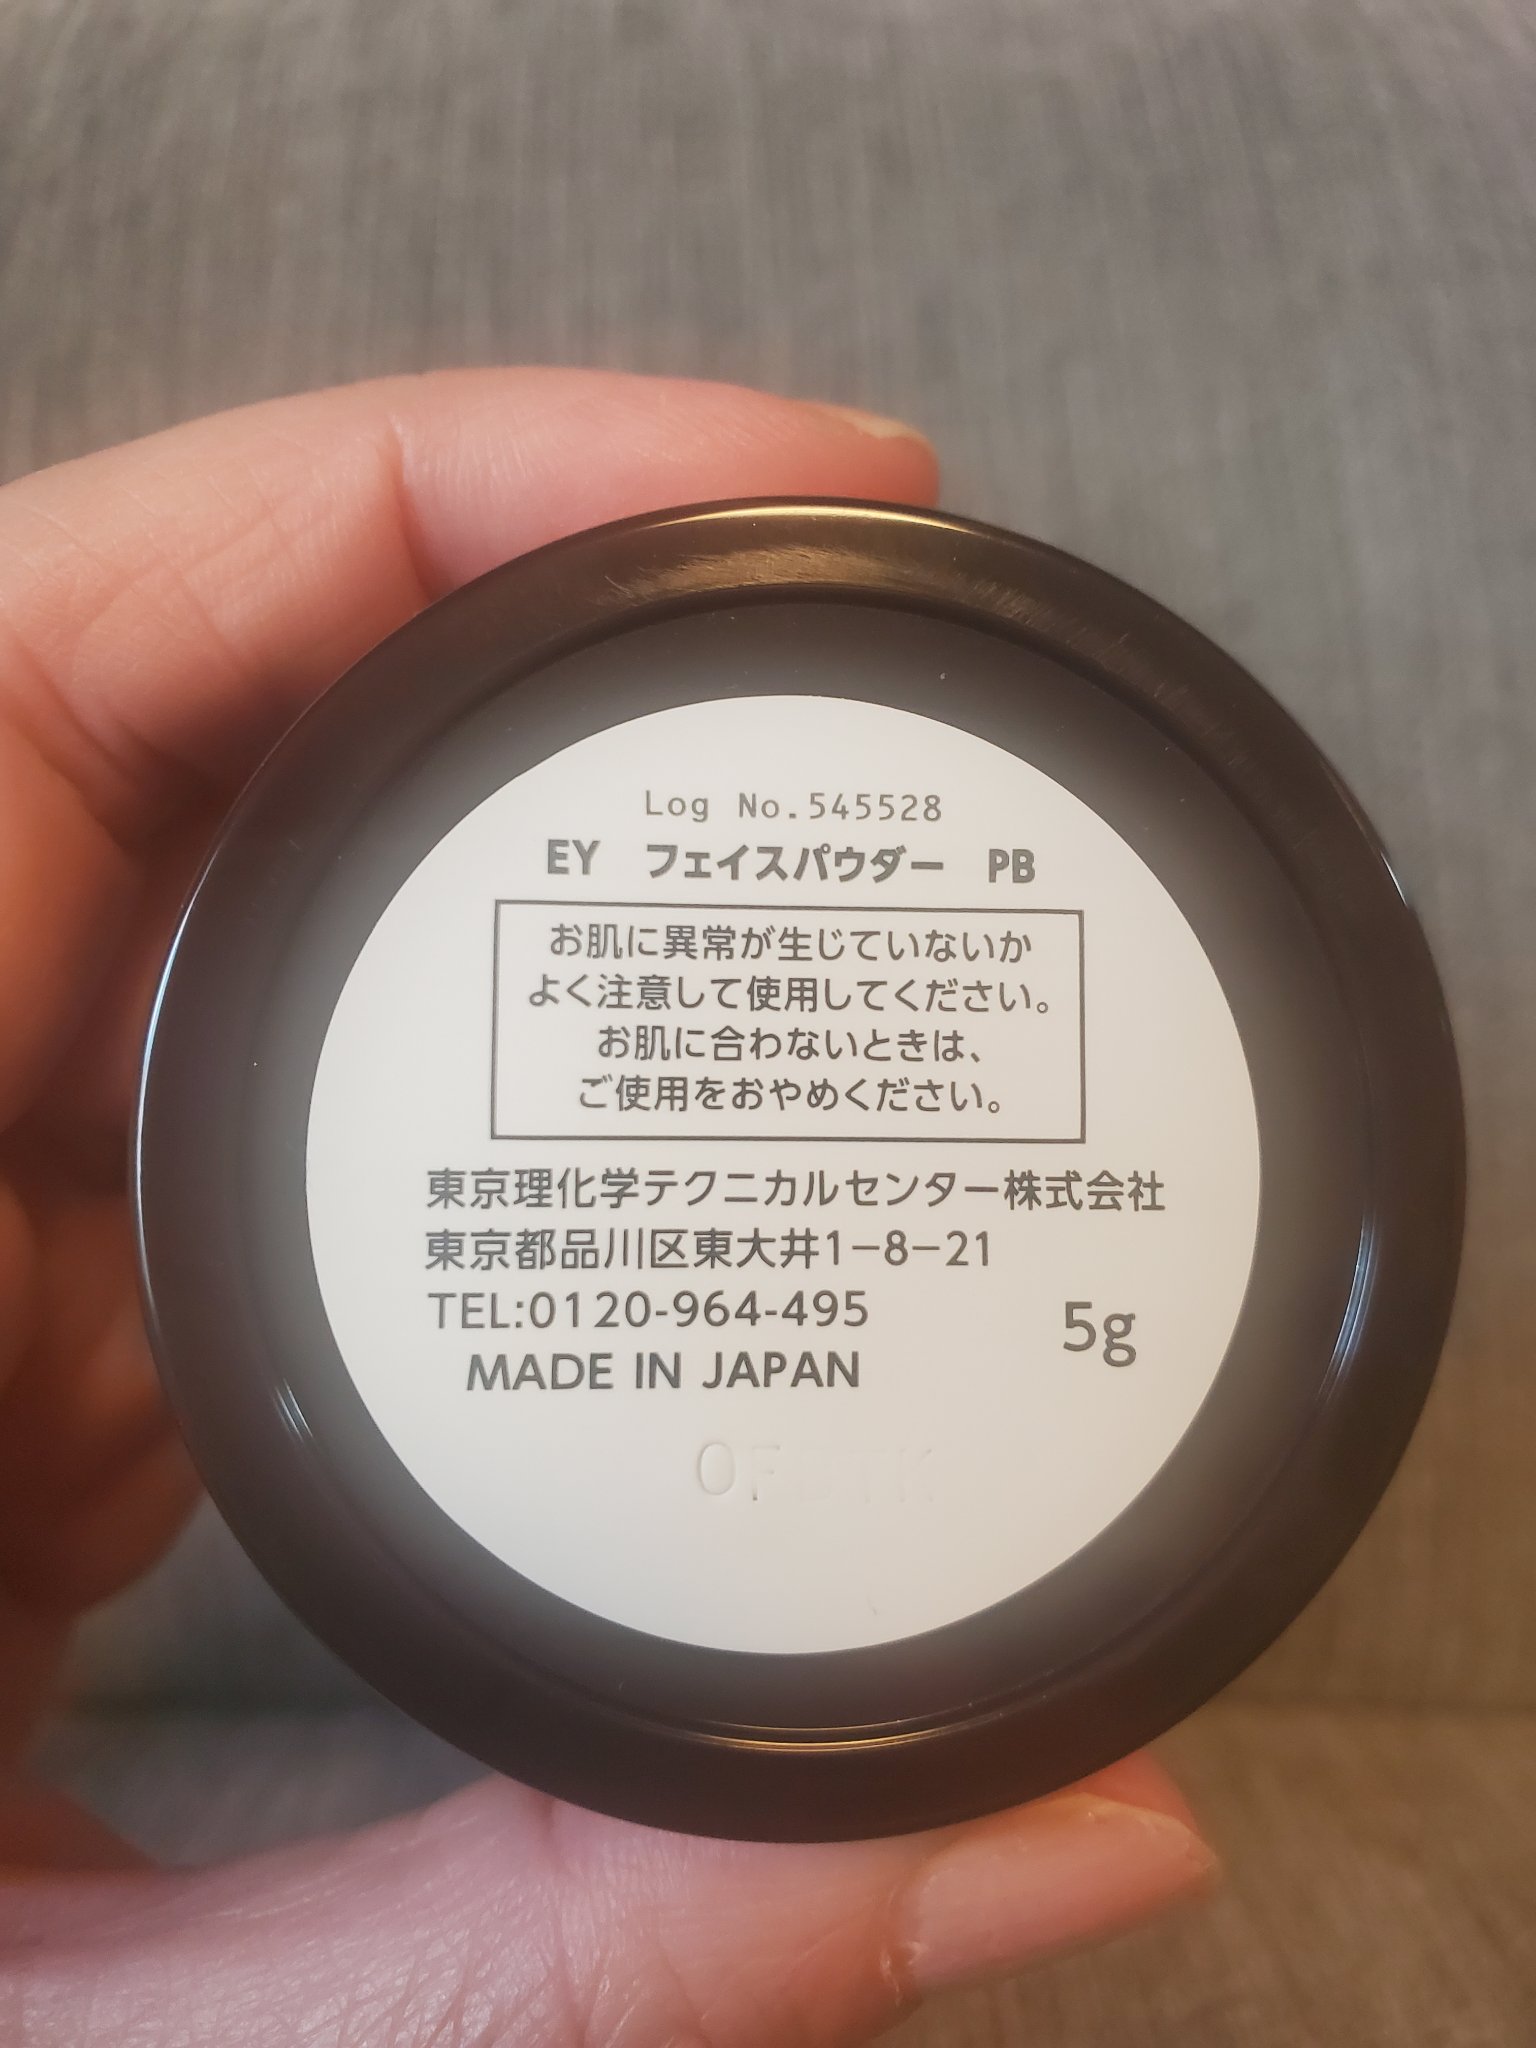 Log No.545528
EY フェイスパウダー PB
お肌に異常が生じていないか
よく注意して使用してください。
お肌に合わないときは、
ご使用をおやめください。
東京理化学テクニカルセンター株式会社
東京都品川区東大井1-8-21
TEL:0120-964-495
5g
MADE IN JAPAN